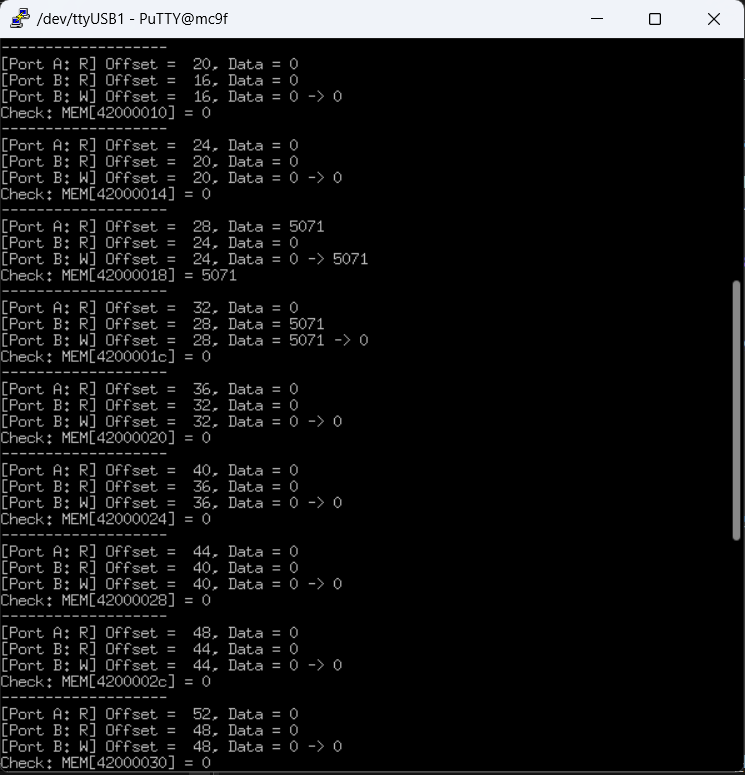 /dev/ttyUSB1 - PuTTY@mc9f
-------------------
[Port A: R] Offset =  20, Data = 0
[Port B: R] Offset =  16, Data = 0
[Port B: W] Offset =  16, Data = 0 -> 0
Check: MEM[42000010] = 0
-------------------
[Port A: R] Offset =  24, Data = 0
[Port B: R] Offset =  20, Data = 0
[Port B: W] Offset =  20, Data = 0 -> 0
Check: MEM[42000014] = 0
-------------------
[Port A: R] Offset =  28, Data = 5071
[Port B: R] Offset =  24, Data = 0
[Port B: W] Offset =  24, Data = 0 -> 5071
Check: MEM[42000018] = 5071
-------------------
[Port A: R] Offset =  32, Data = 0
[Port B: R] Offset =  28, Data = 5071
[Port B: W] Offset =  28, Data = 5071 -> 0
Check: MEM[4200001c] = 0
-------------------
[Port A: R] Offset =  36, Data = 0
[Port B: R] Offset =  32, Data = 0
[Port B: W] Offset =  32, Data = 0 -> 0
Check: MEM[42000020] = 0
-------------------
[Port A: R] Offset =  40, Data = 0
[Port B: R] Offset =  36, Data = 0
[Port B: W] Offset =  36, Data = 0 -> 0
Check: MEM[42000024] = 0
-------------------
[Port A: R] Offset =  44, Data = 0
[Port B: R] Offset =  40, Data = 0
[Port B: W] Offset =  40, Data = 0 -> 0
Check: MEM[42000028] = 0
-------------------
[Port A: R] Offset =  48, Data = 0
[Port B: R] Offset =  44, Data = 0
[Port B: W] Offset =  44, Data = 0 -> 0
Check: MEM[4200002c] = 0
-------------------
[Port A: R] Offset =  52, Data = 0
[Port B: R] Offset =  48, Data = 0
[Port B: W] Offset =  48, Data = 0 -> 0
Check: MEM[42000030] = 0